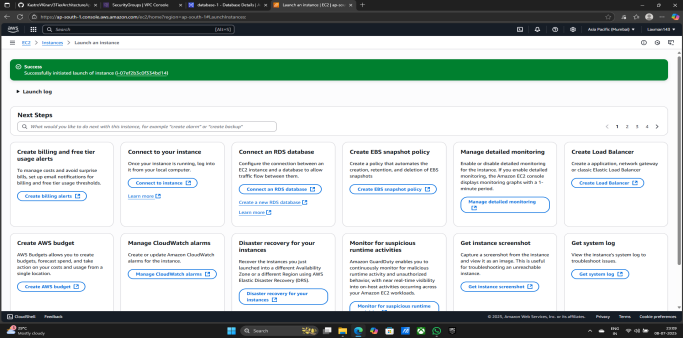 KastroVKiran/3TierArchitectureA
SecurityGroups | VPC Console
database-1 - Database Details | R
Launch an instance | EC2 | ap-so
https://ap-south-1.console.aws.amazon.com/ec2/home?region=ap-south-1#LaunchInstances:
aws
Search
[Alt+S]
Asia Pacific (Mumbai)
EC2
Instances
Launch an instance
Success
Successfully initiated launch of instance (i-07ef2b3c0f334bd14)
Launch log
Next Steps
What would you like to do next with this instance, for example "create alarm" or "create backup"
1 2 3 4
Create billing and free tier usage alerts
To manage costs and avoid surprise bills, set up email notifications for billing and free tier usage thresholds.
Create billing alerts
Connect to your instance
Once your instance is running, log into it from your local computer.
Connect to instance
Learn more
Connect an RDS database
Configure the connection between an EC2 instance and a database to allow traffic flow between them.
Connect an RDS database
Create a new RDS database
Learn more
Create EBS snapshot policy
Create a policy that automates the creation, retention, and deletion of EBS snapshots
Create EBS snapshot policy
Manage detailed monitoring
Enable or disable detailed monitoring for the instance. If you enable detailed monitoring, the Amazon EC2 console displays monitoring graphs with a 1-minute period.
Manage detailed monitoring
Create Load Balancer
Create a application, network gateway or classic Elastic Load Balancer
Create Load Balancer
Create AWS budget
AWS Budgets allows you to create budgets, forecast spend, and take action on your costs and usage from a single location.
Create AWS budget
Manage CloudWatch alarms
Create or update Amazon CloudWatch alarms for the instance.
Manage CloudWatch alarms
Disaster recovery for your instances
Recover the instances you just launched into a different Availability Zone or a different Region using AWS Elastic Disaster Recovery (DRS).
Disaster recovery for your instances
Monitor for suspicious runtime activities
Amazon GuardDuty enables you to continuously monitor for malicious runtime activity and unauthorized behavior, with near real-time visibility into on-host activities occurring across your Amazon EC2 workloads.
Monitor for suspicious runtime
Get instance screenshot
Capture a screenshot from the instance and view it as an image. This is useful for troubleshooting an unreachable instance.
Get instance screenshot
Get system log
View the instance's system log to troubleshoot issues.
Get system log
CloudShell
Feedback
© 2025, Amazon Web Services, Inc. or its affiliates.
Privacy
Terms
Cookie preferences
Mostly cloudy
Search
ENG
IN
23:09
08-07-2025